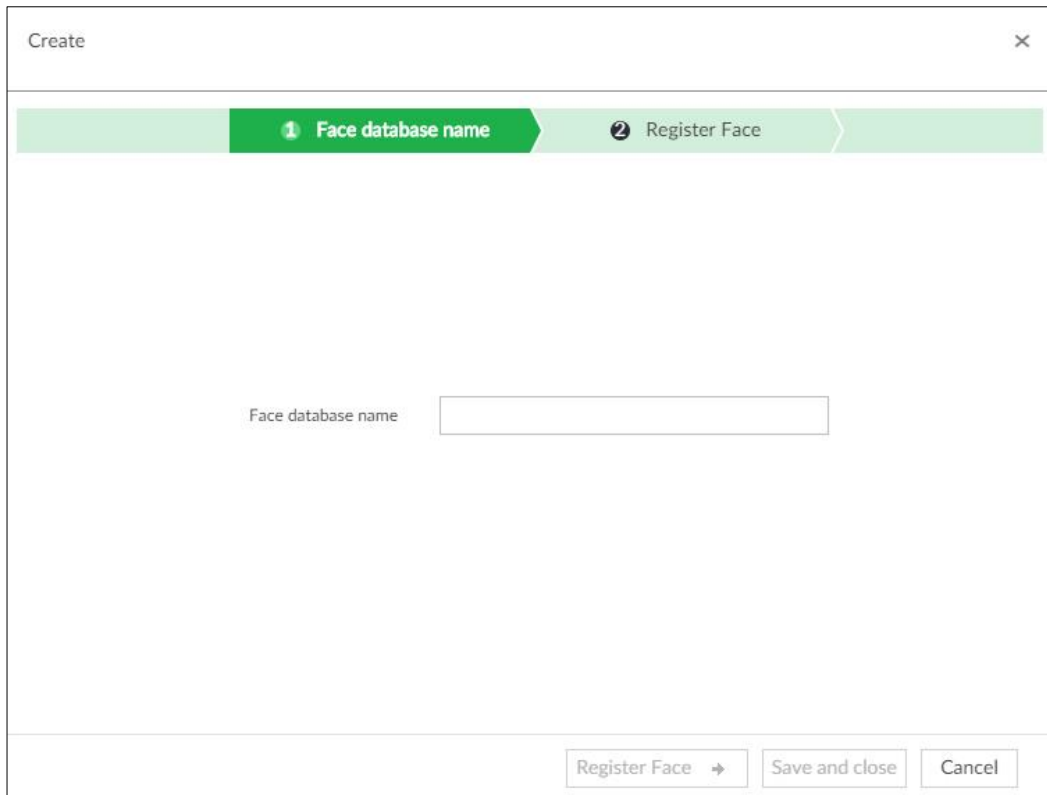 Create
1 Face database name
2 Register Face
Face database name
Register Face
Save and close
Cancel